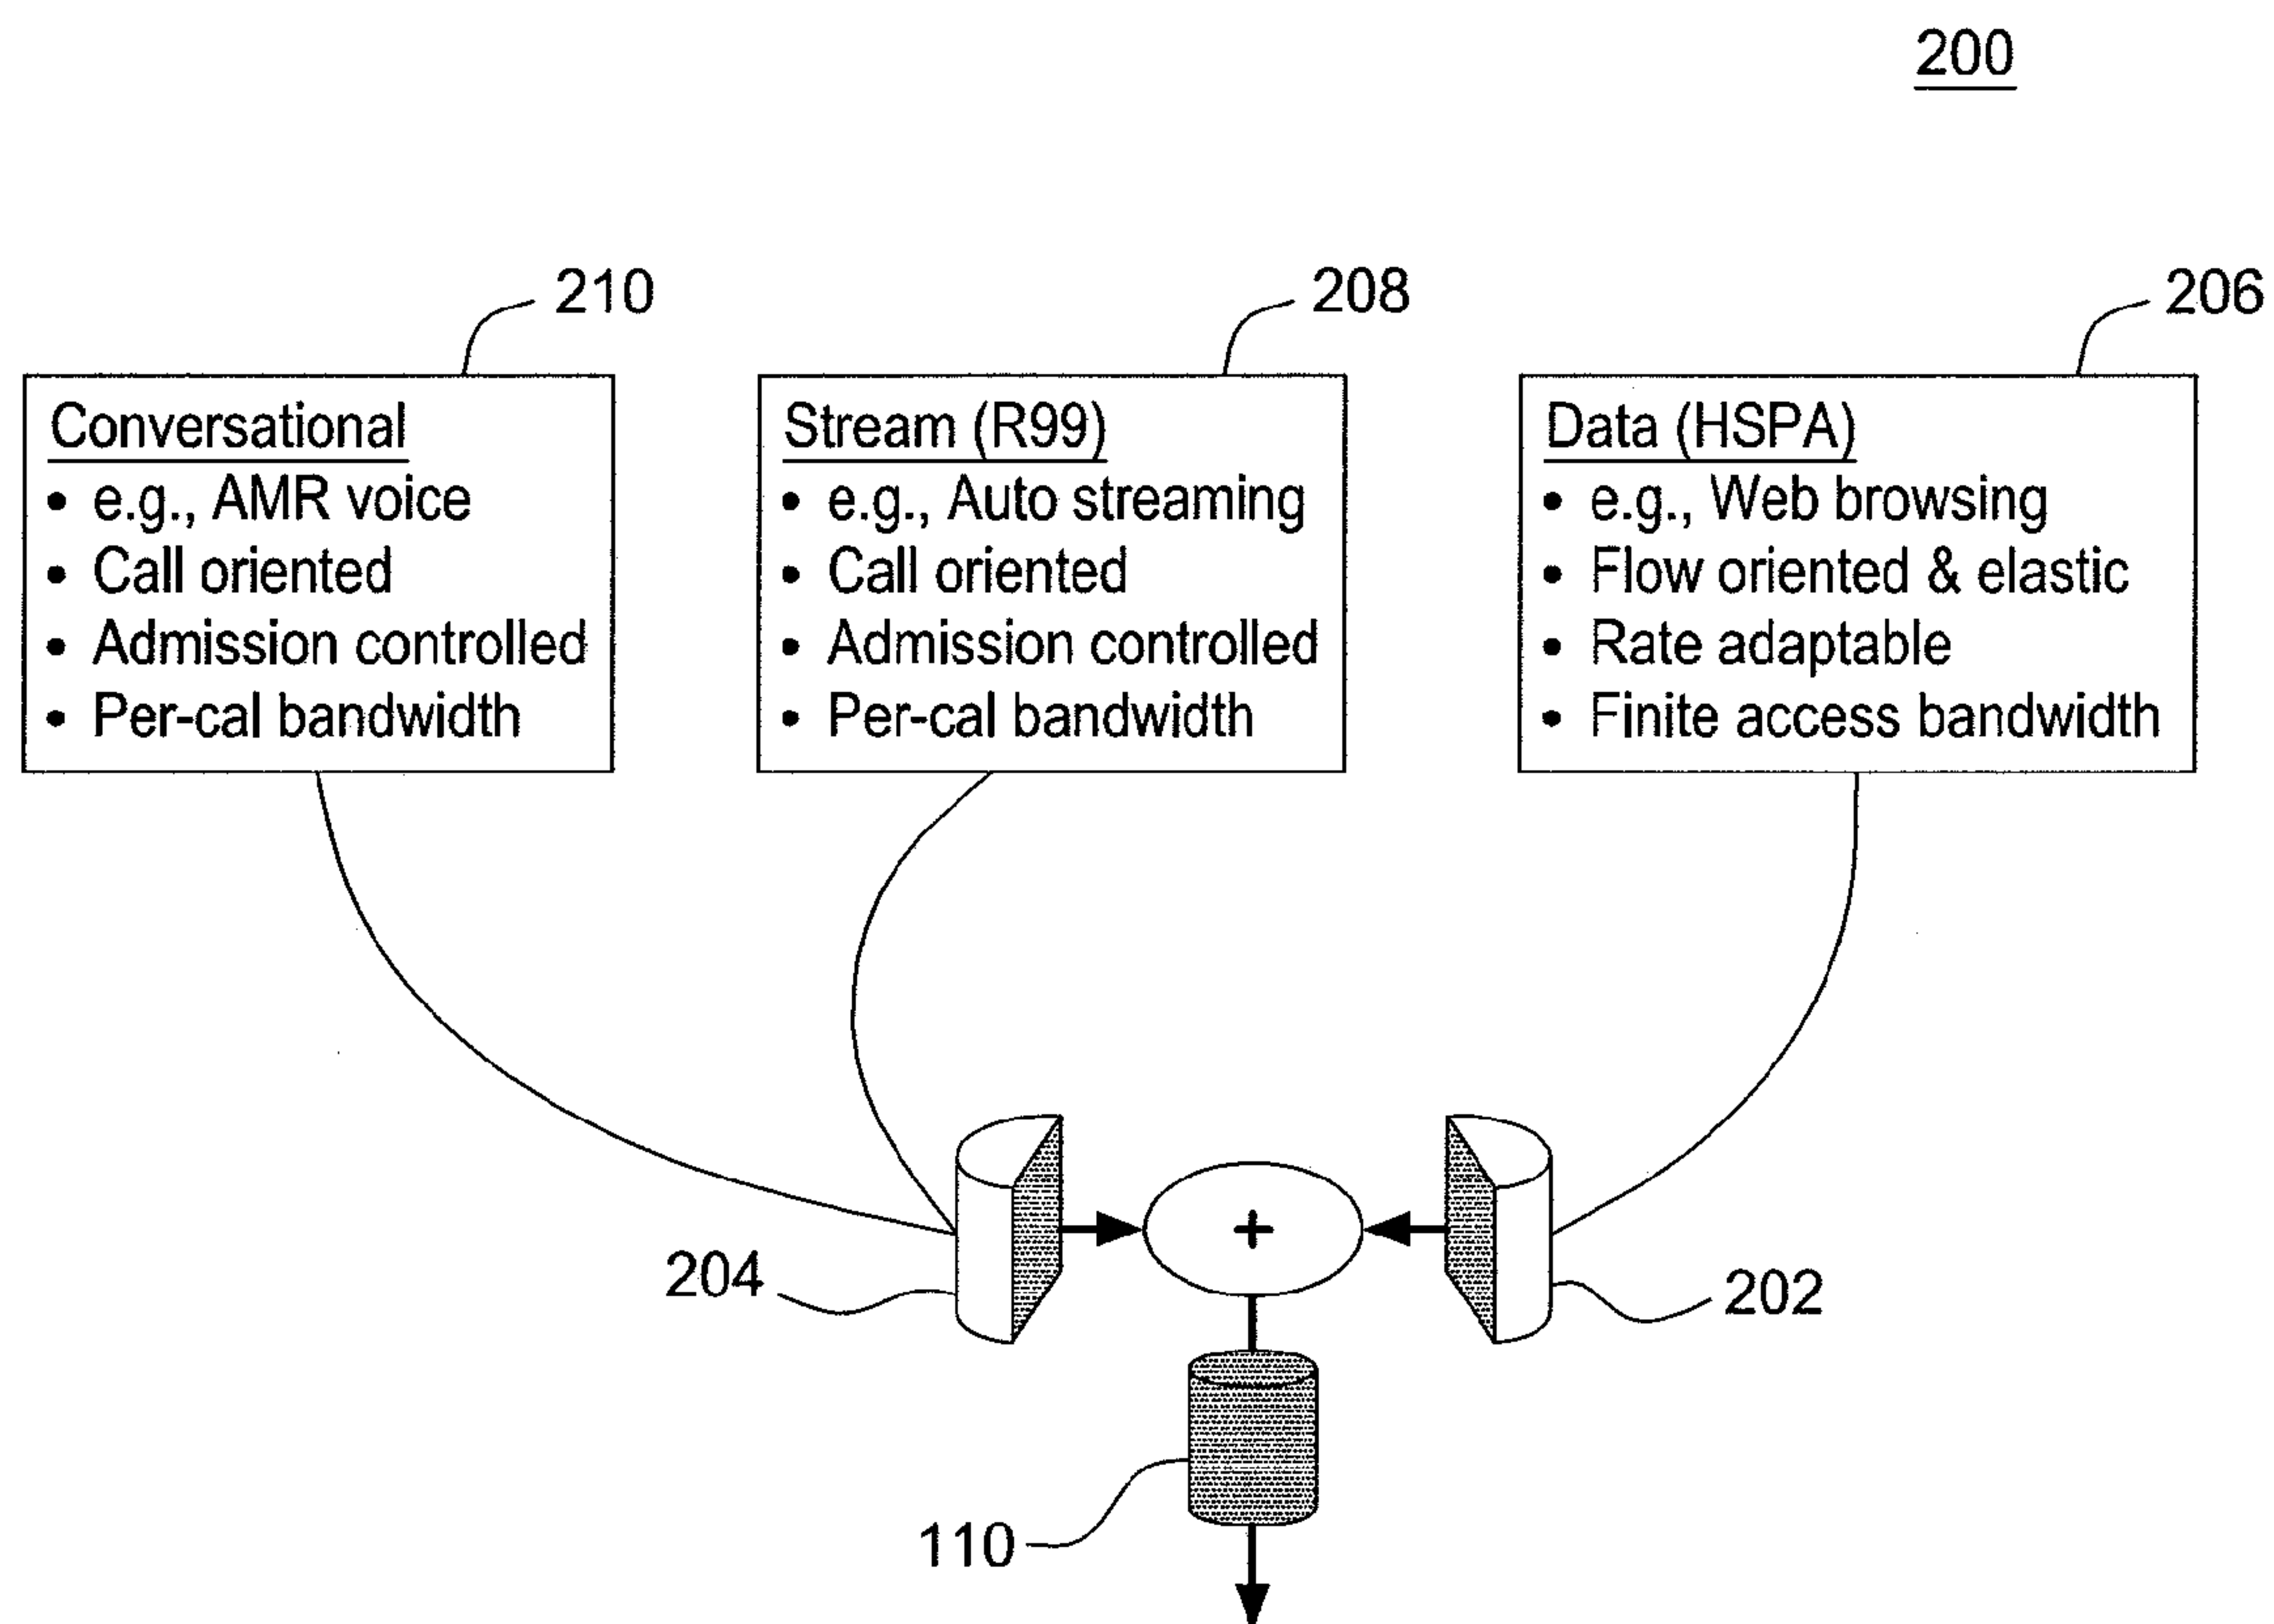 200
210
Conversational
• e.g., AMR voice
• Call oriented
• Admission controlled
• Per-cal bandwidth
208
Stream (R99)
• e.g., Auto streaming
• Call oriented
• Admission controlled
• Per-cal bandwidth
206
Data (HSPA)
• e.g., Web browsing
• Flow oriented & elastic
• Rate adaptable
• Finite access bandwidth
204
+
202
110